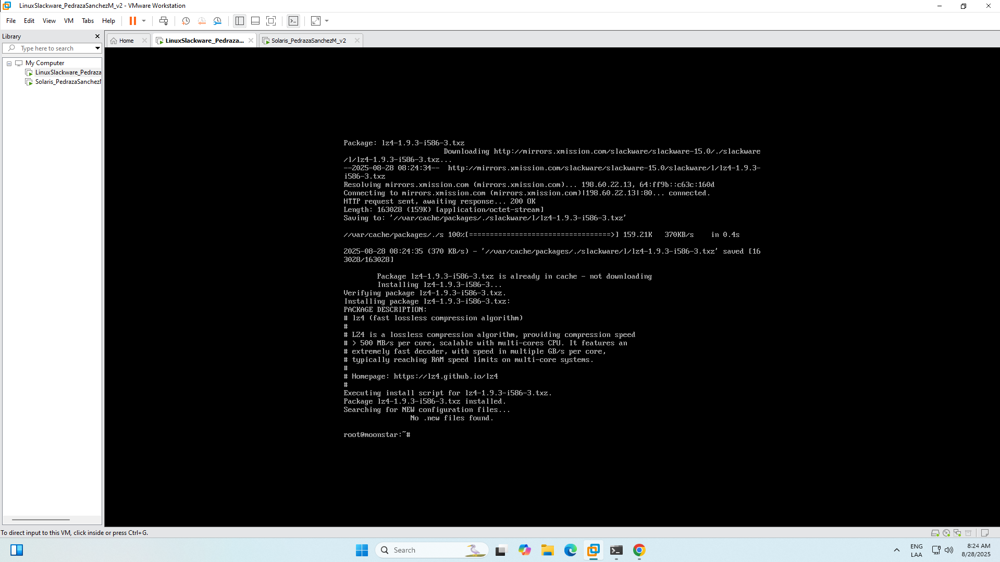 LinuxSlackware_PedrazaSanchezM_v2 - VMware Workstation
File Edit View VM Tabs Help
Library
Type here to search
My Computer
LinuxSlackware_Pedraza
Solaris_PedrazaSanchez
Home
LinuxSlackware_Pedraza...
Solaris_PedrazaSanchezM_v2
Package: lz4-1.9.3-i586-3.txz
Downloading http://mirrors.xmission.com/slackware/slackware-15.0/./slackware
/l/lz4-1.9.3-i586-3.txz...
--2025-08-28 08:24:34--  http://mirrors.xmission.com/slackware/slackware-15.0/slackware/l/lz4-1.9.3-
i586-3.txz
Resolving mirrors.xmission.com (mirrors.xmission.com)... 198.60.22.13, 64:ff9b::c63c:160d
Connecting to mirrors.xmission.com (mirrors.xmission.com)|198.60.22.13|:80... connected.
HTTP request sent, awaiting response... 200 OK
Length: 163028 (159K) [application/octet-stream]
Saving to: '//var/cache/packages/./slackware/l/lz4-1.9.3-i586-3.txz'
//var/cache/packages/./s 100%[==================================>] 159.21K   370KB/s    in 0.4s
2025-08-28 08:24:35 (370 KB/s) - '//var/cache/packages/./slackware/l/lz4-1.9.3-i586-3.txz' saved [16
3028/163028]
Package lz4-1.9.3-i586-3.txz is already in cache - not downloading
Installing lz4-1.9.3-i586-3...
Verifying package lz4-1.9.3-i586-3.txz.
Installing package lz4-1.9.3-i586-3.txz:
PACKAGE DESCRIPTION:
# lz4 (fast lossless compression algorithm)
#
# LZ4 is a lossless compression algorithm, providing compression speed
# > 500 MB/s per core, scalable with multi-cores CPU. It features an
# extremely fast decoder, with speed in multiple GB/s per core,
# typically reaching RAM speed limits on multi-core systems.
#
# Homepage: https://lz4.github.io/lz4
#
Executing install script for lz4-1.9.3-i586-3.txz.
Package lz4-1.9.3-i586-3.txz installed.
Searching for NEW configuration files...
No .new files found.
root@moonstar:~#
To direct input to this VM, click inside or press Ctrl+G.
Search
ENG
LAA
8:24 AM
8/28/2025